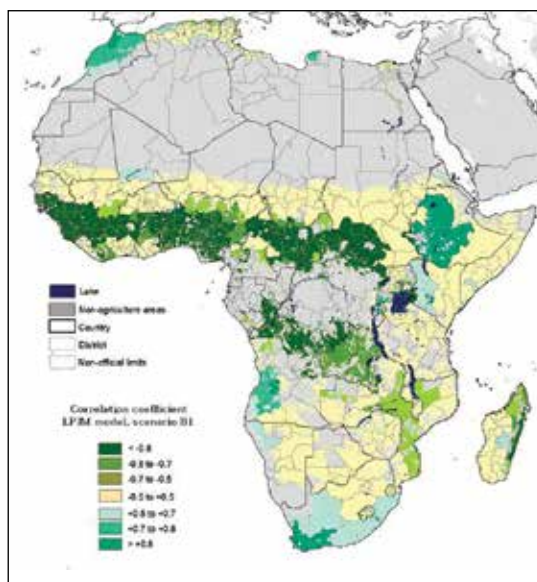 Lake
Non-agriculture areas
Country
District
Non-official limits
Correlation coefficient
LPJM model, scenario B1
< -0.8
-0.8 to -0.7
-0.7 to -0.5
-0.5 to +0.5
+0.6 to +0.7
+0.7 to +0.8
> +0.8